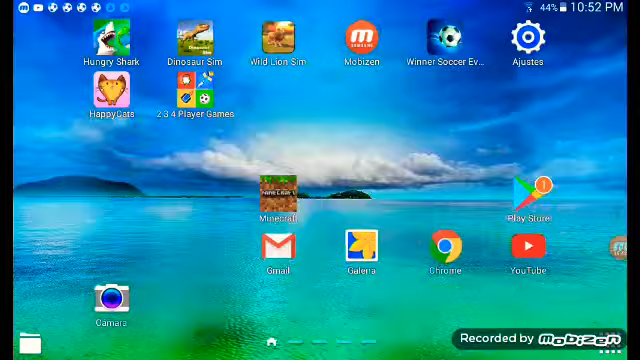 44% 10:52 PM
Hungry Shark Dinosaur Sim Wild Lion Sim Mobizen Winner Soccer Ev... Ajustes
HappyCats 2 3 4 Player Games
MINECRAFT
Minecraft Play Store
Gmail Galería Chrome YouTube
Cámara
Recorded by Mobizen